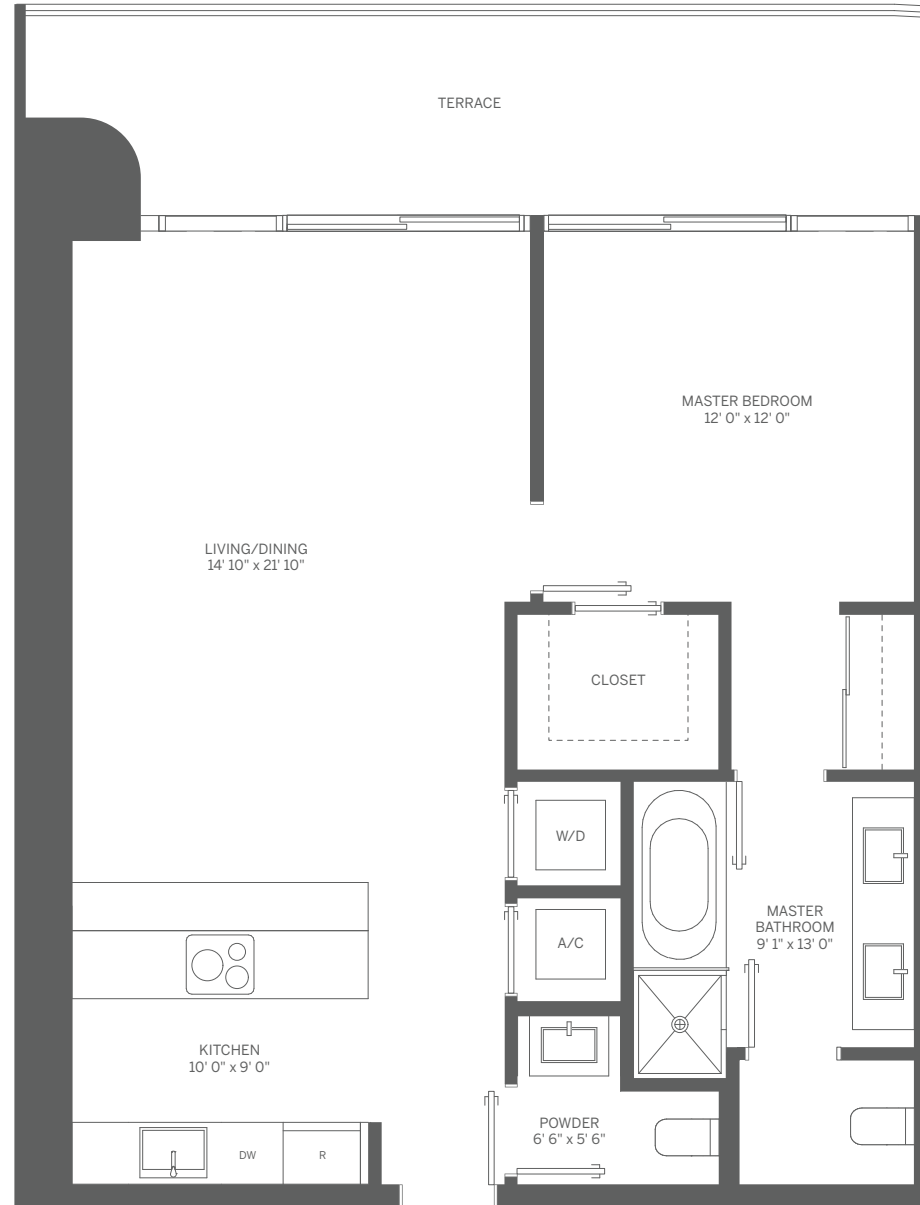 TERRACE
MASTER BEDROOM
12' 0" x 12' 0"
LIVING/DINING
14' 10" x 21' 10"
CLOSET
W/D
A/C
MASTER
BATHROOM
9' 1" x 13' 0"
KITCHEN
10' 0" x 9' 0"
POWDER
6' 6" x 5' 6"
DW
R